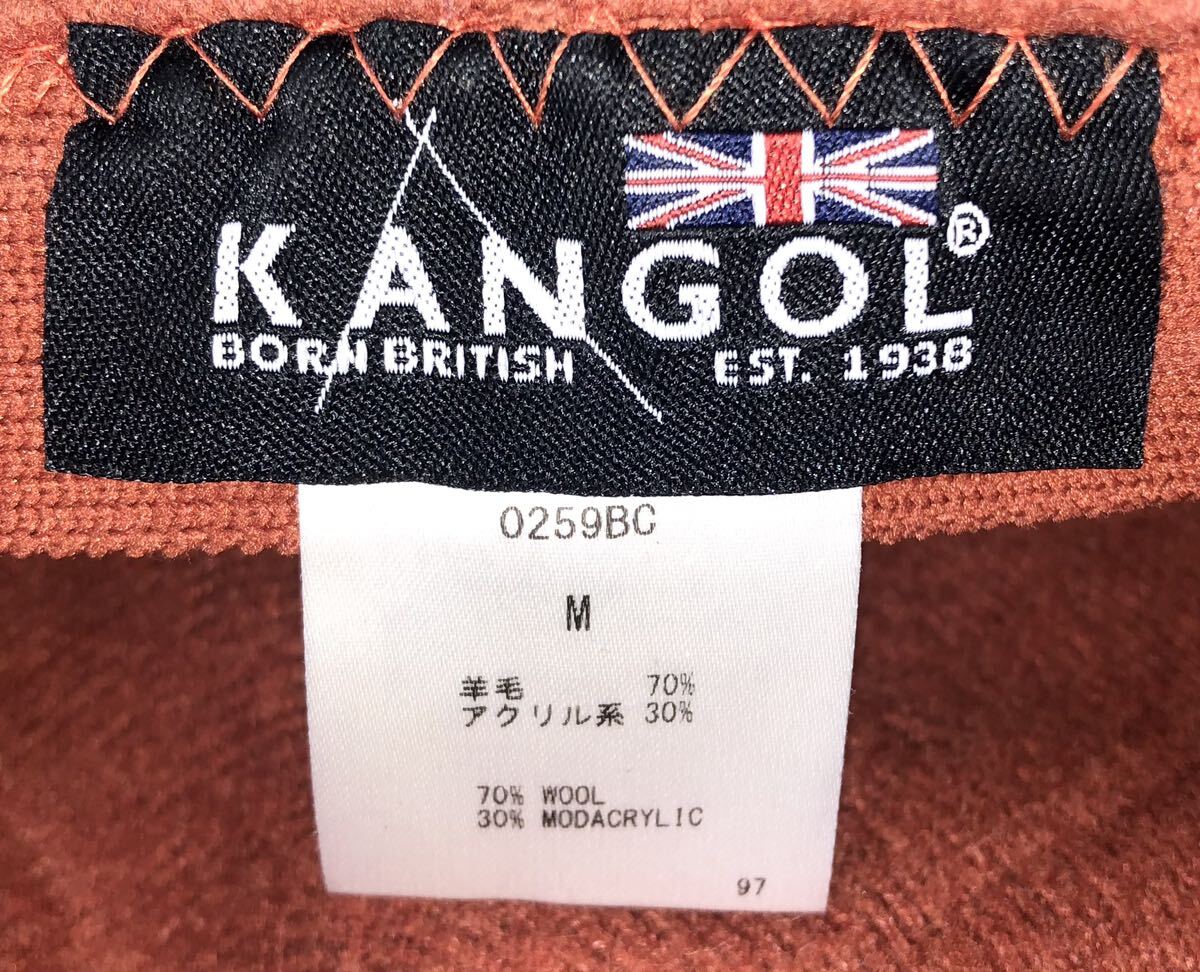 KANGOL®
BORN BRITISH EST. 1938
0259BC
M
羊毛 70%
アクリル系 30%
70% WOOL
30% MODACRYLIC
97